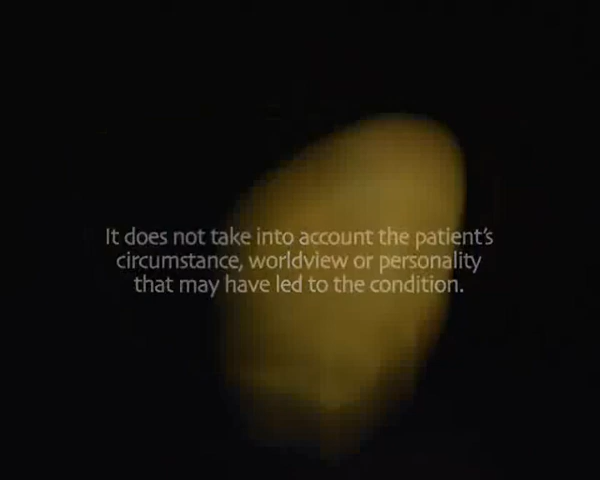 It does not take into account the patient's
circumstance, worldview or personality
that may have led to the condition.